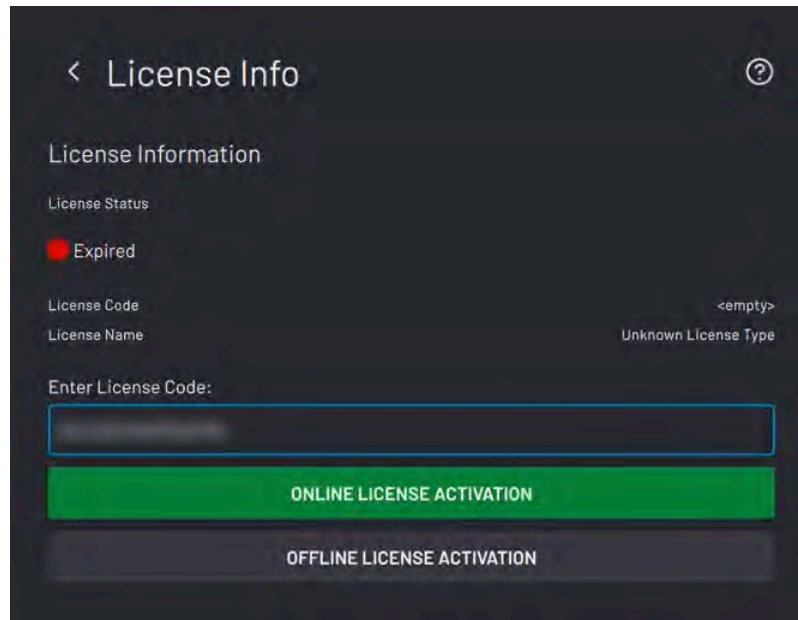 License Info
License Information
License Status
Expired
License Code <empty>
License Name Unknown License Type
Enter License Code:
ONLINE LICENSE ACTIVATION
OFFLINE LICENSE ACTIVATION